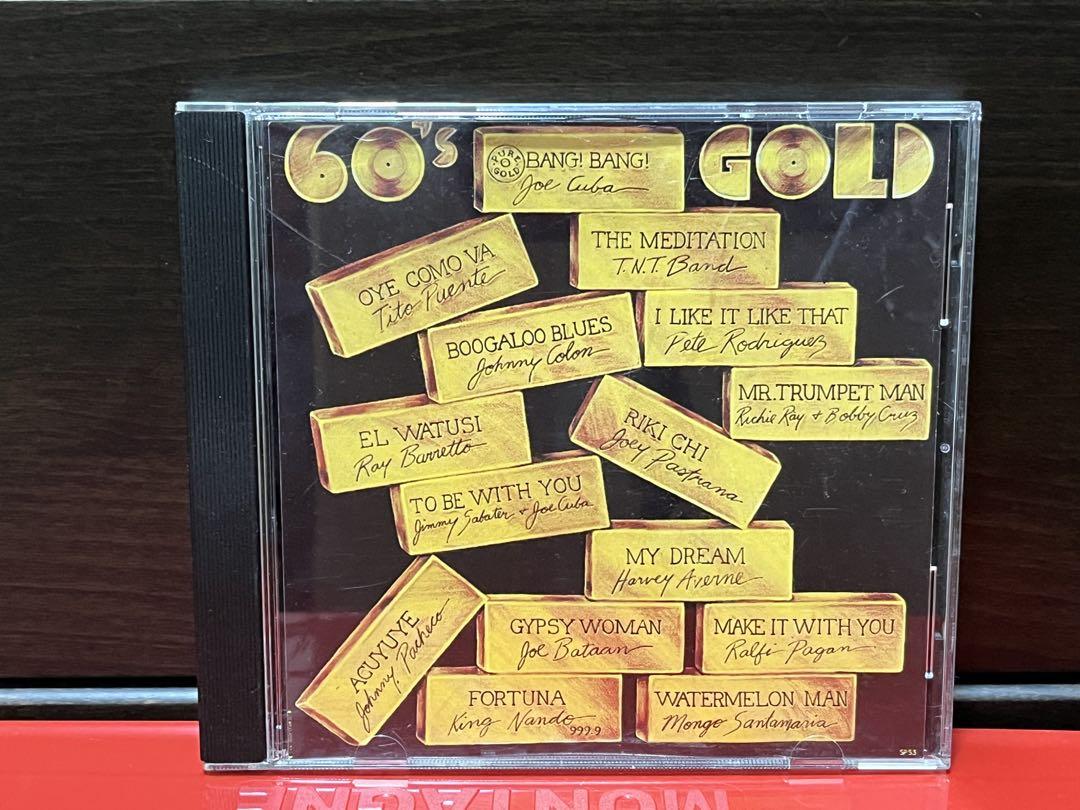 60's GOLD
PURE
"O"
GOLD
BANG! BANG!
Joe Cuba
THE MEDITATION
T.N.T. Band
OYE COMO VA
Tito Puente
BOOGALOO BLUES
Johnny Colon
I LIKE IT LIKE THAT
Pete Rodriguez
MR. TRUMPET MAN
Richie Ray + Bobby Cruz
EL WATUSI
Ray Barretto
RIKI CHI
Joey Pastrana
TO BE WITH YOU
Jimmy Sabater + Joe Cuba
MY DREAM
Harvey Averne
AGUYUYE
Johnny Pacheco
GYPSY WOMAN
Joe Bataan
MAKE IT WITH YOU
Ralfi Pagan
FORTUNA
King Nando
999.9
WATERMELON MAN
Mongo Santamaria
SP53